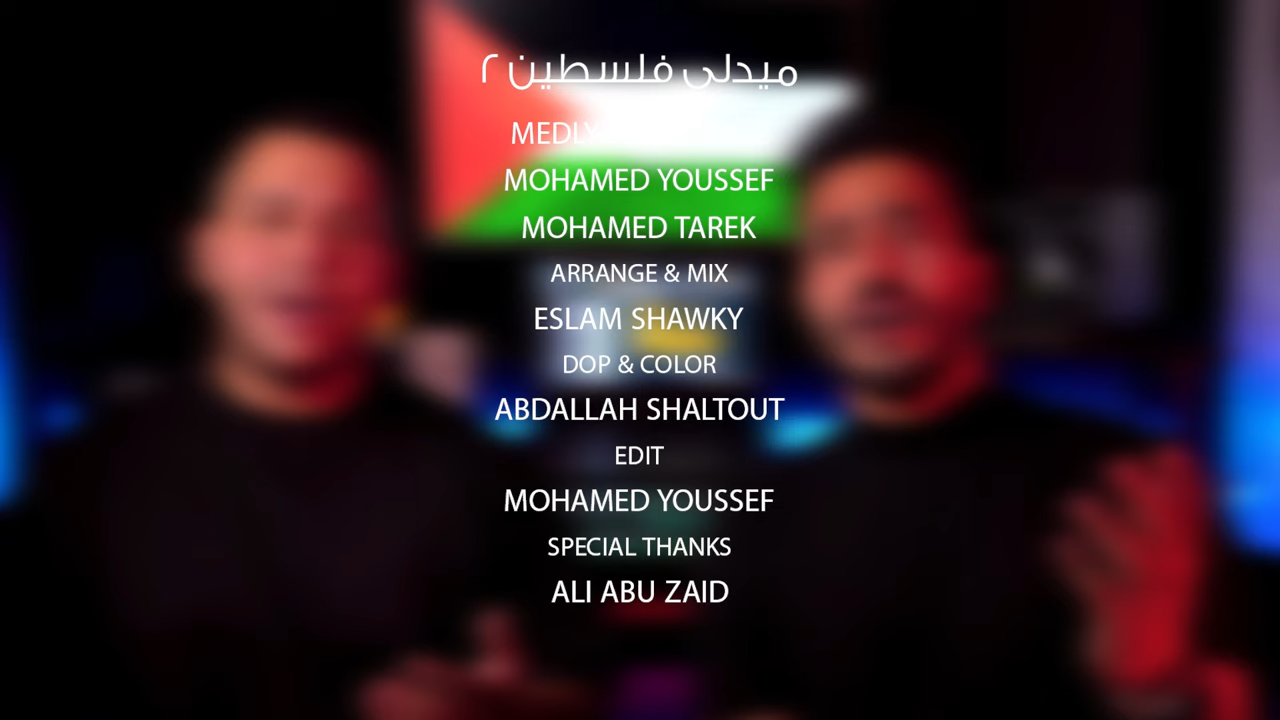 ميدلى فلسطين ٢
MEDLY
MOHAMED YOUSSEF
MOHAMED TAREK
ARRANGE & MIX
ESLAM SHAWKY
DOP & COLOR
ABDALLAH SHALTOUT
EDIT
MOHAMED YOUSSEF
SPECIAL THANKS
ALI ABU ZAID